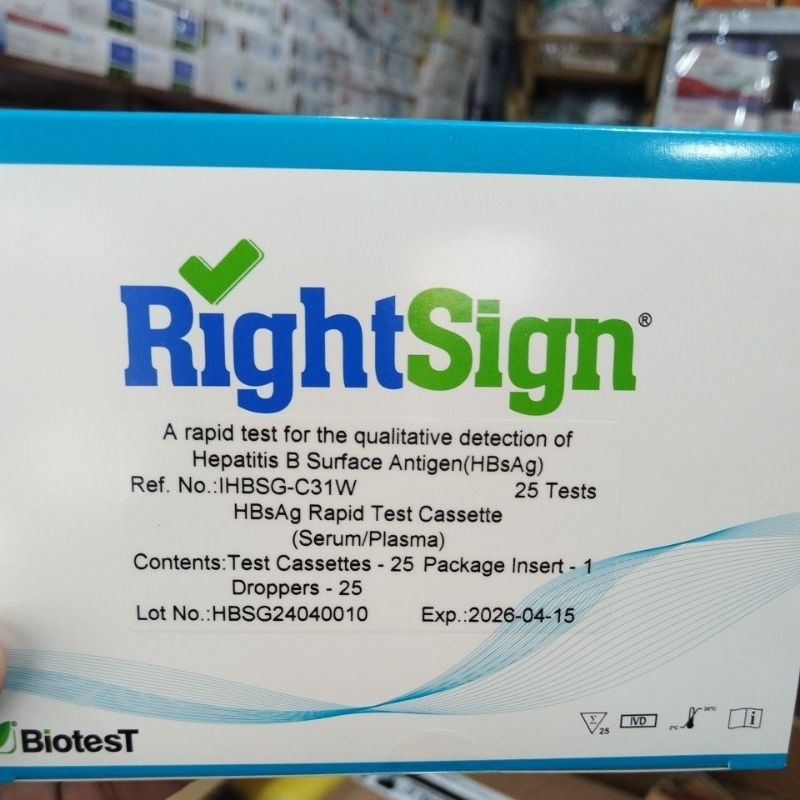 RightSign®
A rapid test for the qualitative detection of
Hepatitis B Surface Antigen(HBsAg)
Ref. No.:IHBSG-C31W 25 Tests
HBsAg Rapid Test Cassette
(Serum/Plasma)
Contents:Test Cassettes - 25 Package Insert - 1
Droppers - 25
Lot No.:HBSG24040010 Exp.:2026-04-15
Σ 25 IVD 2°C 30°C i
BiotesT